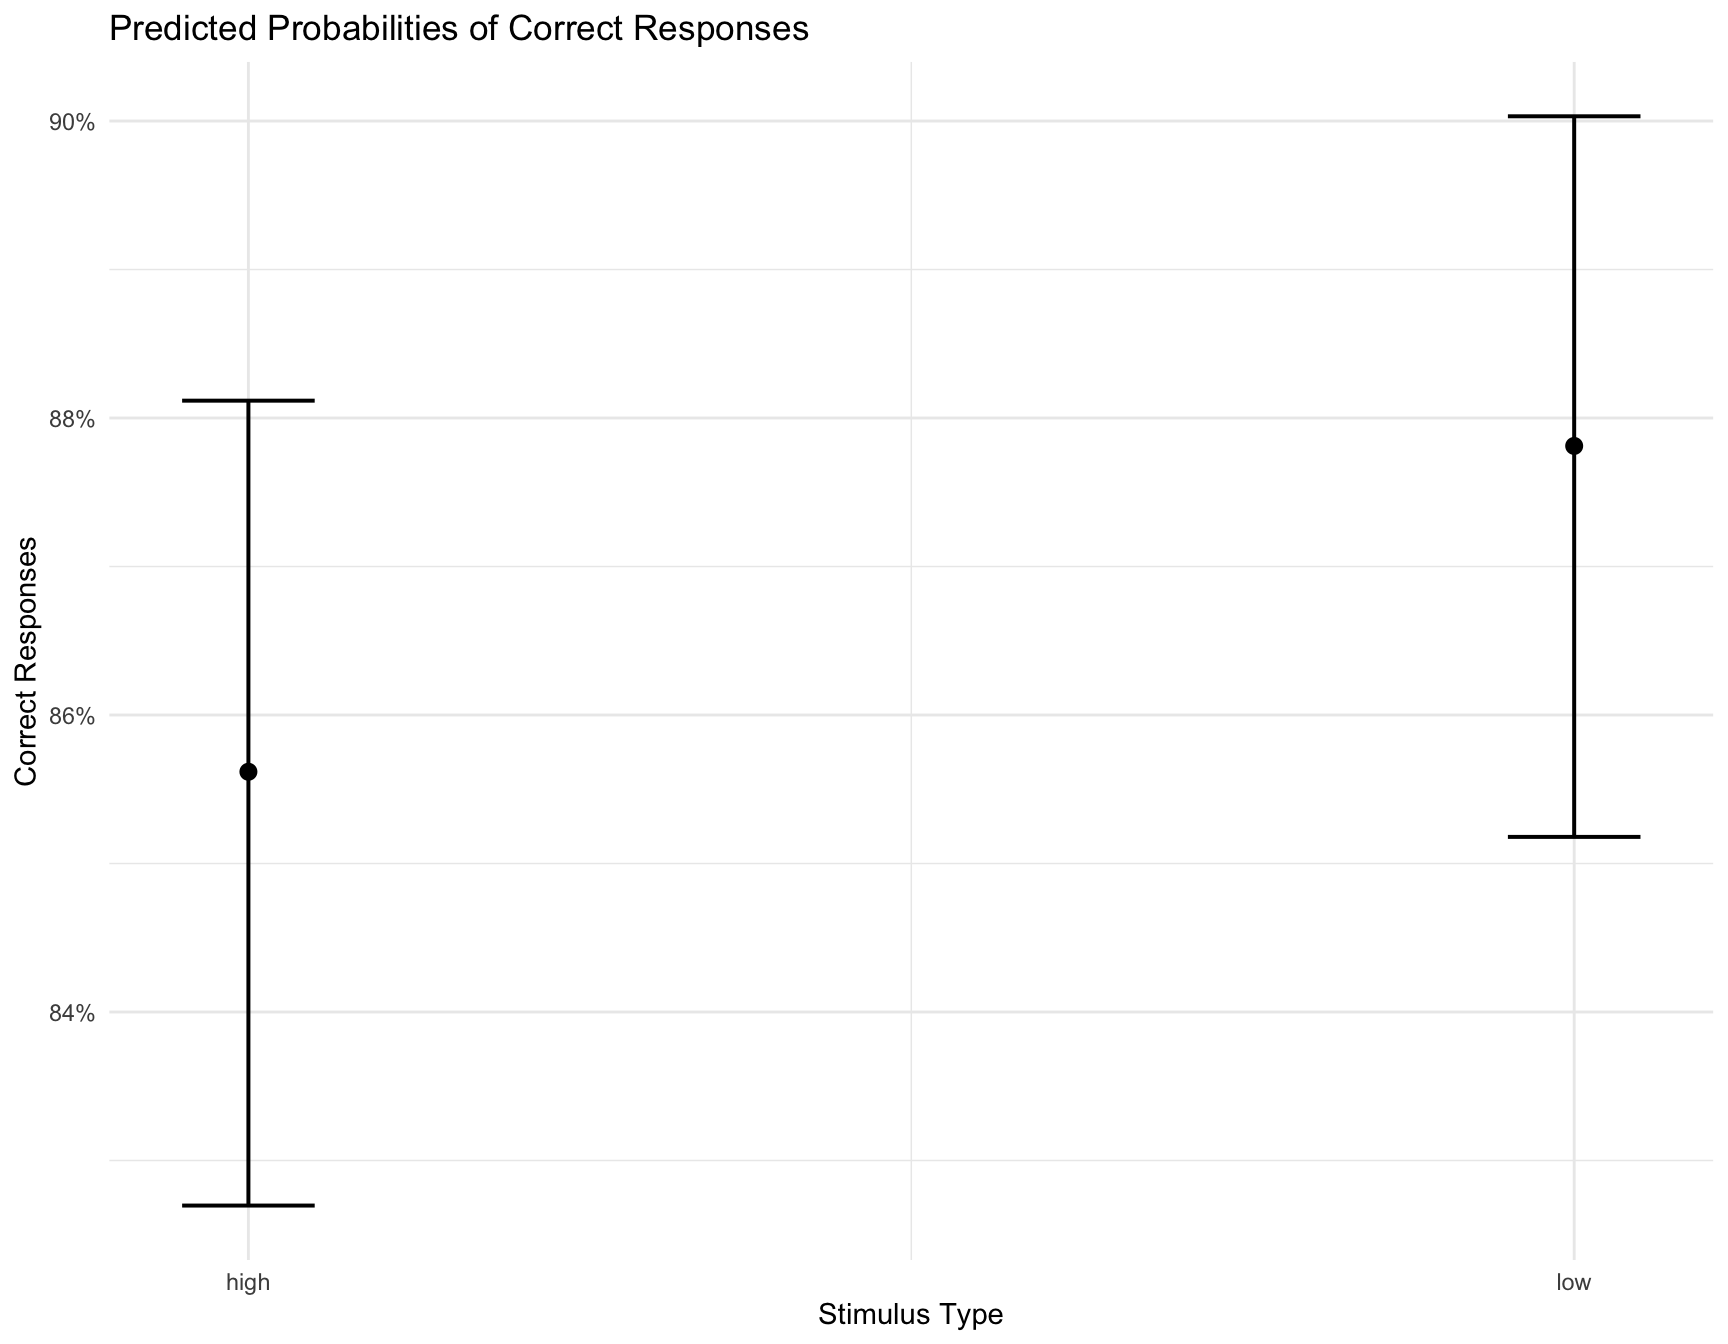 Predicted Probabilities of Correct Responses
90%
88%
86%
84%
Correct Responses
high
low
Stimulus Type